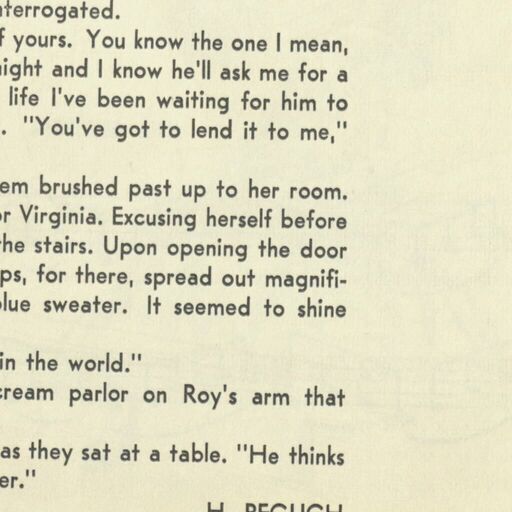 nterrogated.
f yours. You know the one I mean,
ight and I know he'll ask me for a
life I've been waiting for him to
. "You've got to lend it to me,"
em brushed past up to her room.
or Virginia. Excusing herself before
the stairs. Upon opening the door
ps, for there, spread out magnifi-
blue sweater. It seemed to shine
in the world."
cream parlor on Roy's arm that
as they sat at a table. "He thinks
er."
H.